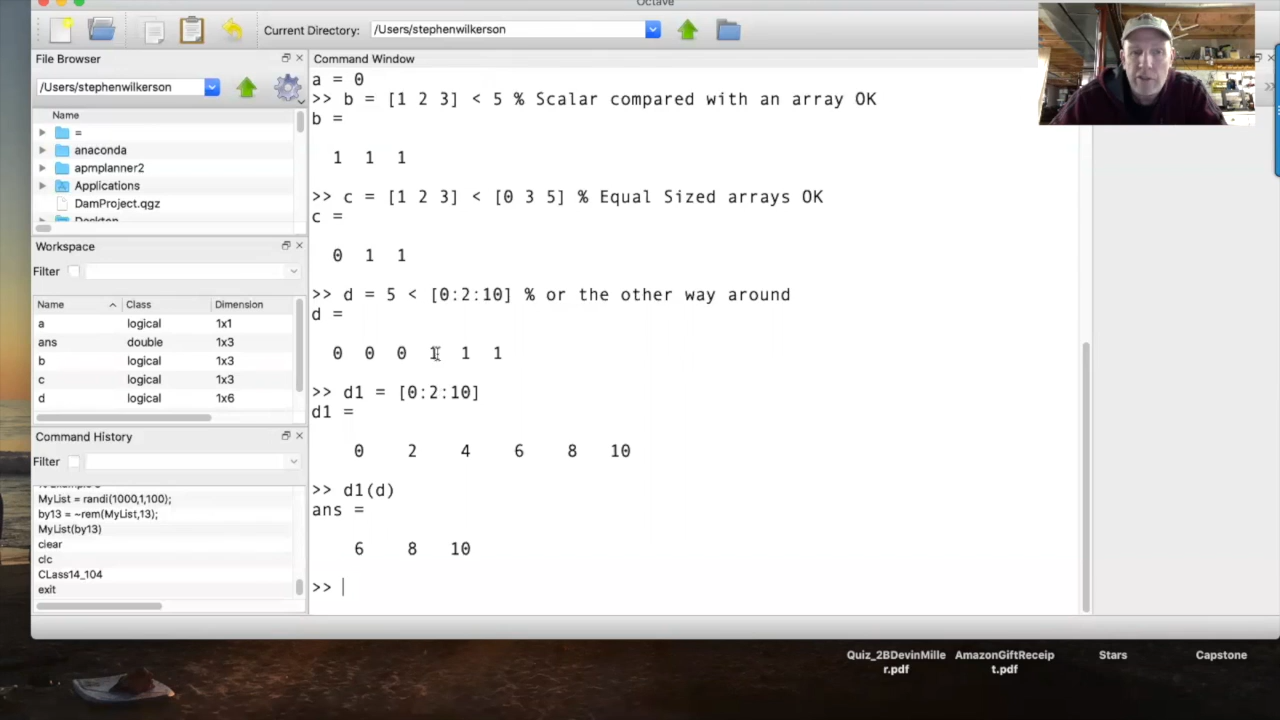 Octave
Current Directory: /Users/stephenwilkerson
File Browser
/Users/stephenwilkerson
Name
=
anaconda
apmplanner2
Applications
DamProject.qgz
Desktop
Workspace
Filter
Name Class Dimension
a logical 1x1
ans double 1x3
b logical 1x3
c logical 1x3
d logical 1x6
Command History
Filter
MyList = randi(1000,1,100);
by13 = ~rem(MyList,13);
MyList(by13)
clear
clc
CLass14_104
exit
Command Window
a = 0
>> b = [1 2 3] < 5 % Scalar compared with an array OK
b =
1 1 1
>> c = [1 2 3] < [0 3 5] % Equal Sized arrays OK
c =
0 1 1
>> d = 5 < [0:2:10] % or the other way around
d =
0 0 0 1 1 1
>> d1 = [0:2:10]
d1 =
0 2 4 6 8 10
>> d1(d)
ans =
6 8 10
>>
Quiz_2BDevinMille
r.pdf
AmazonGiftReceip
t.pdf
Stars
Capstone